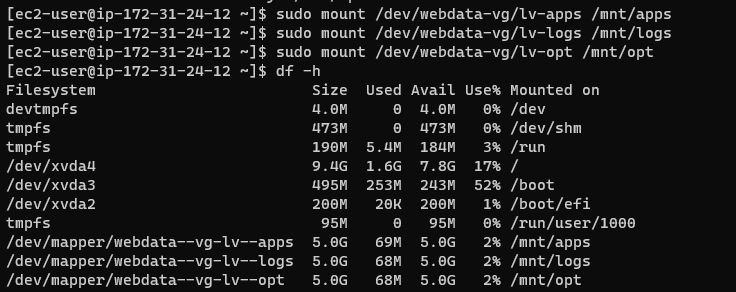 [ec2-user@ip-172-31-24-12 ~]$ sudo mount /dev/webdata-vg/lv-apps /mnt/apps
[ec2-user@ip-172-31-24-12 ~]$ sudo mount /dev/webdata-vg/lv-logs /mnt/logs
[ec2-user@ip-172-31-24-12 ~]$ sudo mount /dev/webdata-vg/lv-opt /mnt/opt
[ec2-user@ip-172-31-24-12 ~]$ df -h
Filesystem                       Size  Used Avail Use% Mounted on
devtmpfs                         4.0M     0  4.0M   0% /dev
tmpfs                            473M     0  473M   0% /dev/shm
tmpfs                            190M  5.4M  184M   3% /run
/dev/xvda4                       9.4G  1.6G  7.8G  17% /
/dev/xvda3                       495M  253M  243M  52% /boot
/dev/xvda2                       200M   20K  200M   1% /boot/efi
tmpfs                             95M     0   95M   0% /run/user/1000
/dev/mapper/webdata--vg-lv--apps 5.0G   69M  5.0G   2% /mnt/apps
/dev/mapper/webdata--vg-lv--logs 5.0G   68M  5.0G   2% /mnt/logs
/dev/mapper/webdata--vg-lv--opt  5.0G   68M  5.0G   2% /mnt/opt